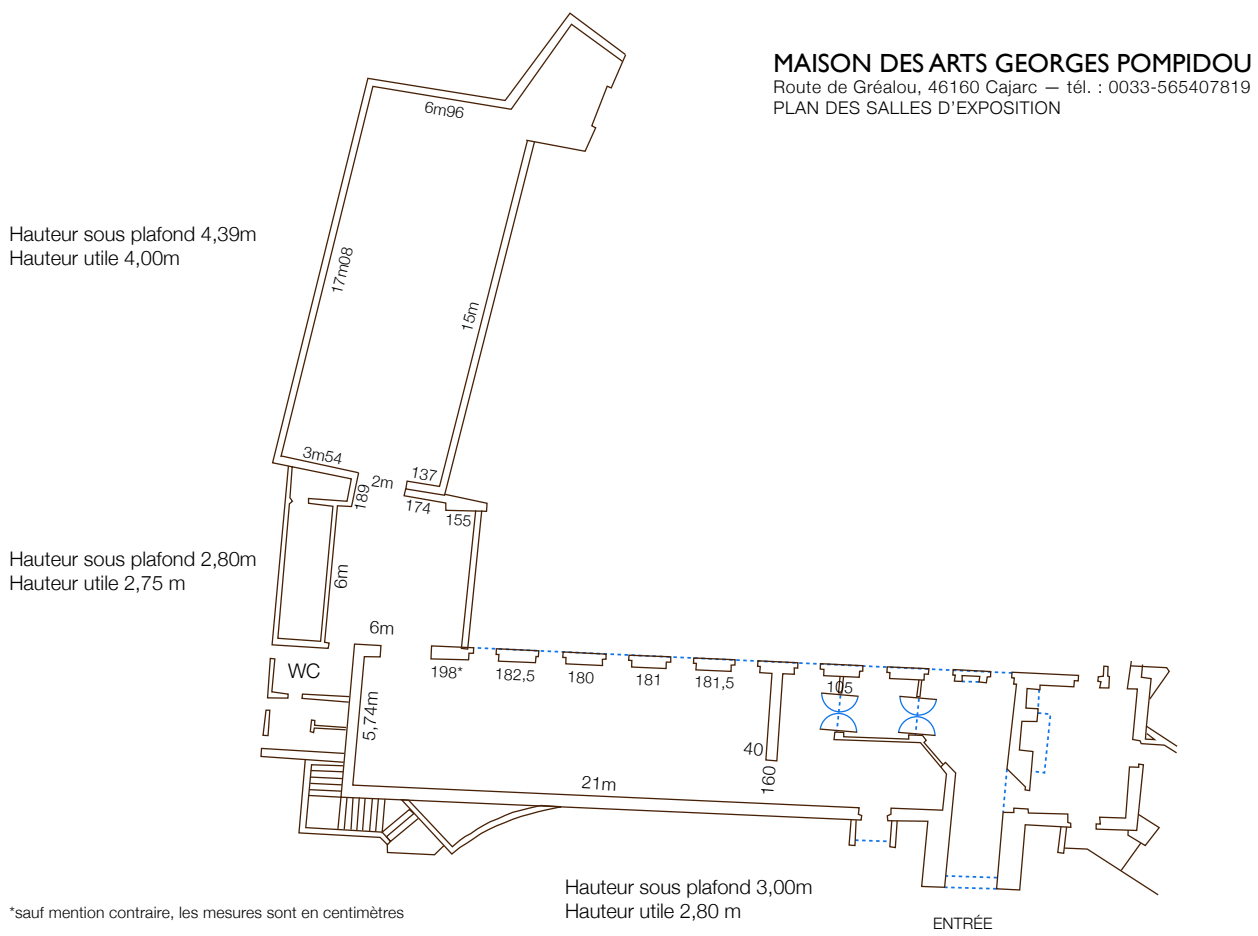 MAISON DES ARTS GEORGES POMPIDOU
Route de Gréalou, 46160 Cajarc — tél. : 0033-565407819
PLAN DES SALLES D'EXPOSITION
6m96
Hauteur sous plafond 4,39m
Hauteur utile 4,00m
17m08
15m
3m54
2m
137
189
174
155
Hauteur sous plafond 2,80m
Hauteur utile 2,75 m
6m
6m
WC
198*
182,5
180
181
181,5
105
5,74m
40
160
21m
Hauteur sous plafond 3,00m
Hauteur utile 2,80 m
*sauf mention contraire, les mesures sont en centimètres
ENTRÉE